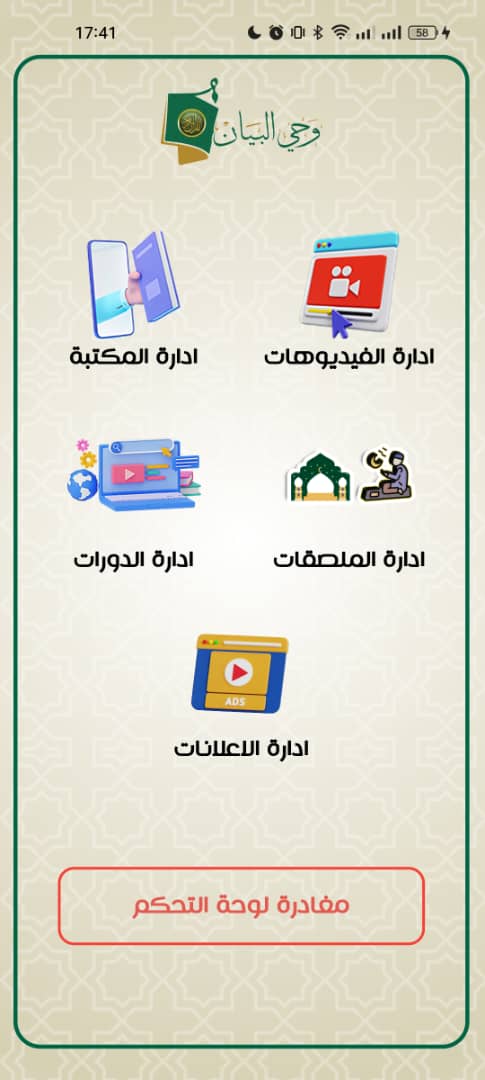 17:41
58
وحي البيان
ادارة الفيديوهات
ادارة المكتبة
ادارة الملصقات
ادارة الدورات
ADS
ادارة الاعلانات
مغادرة لوحة التحكم